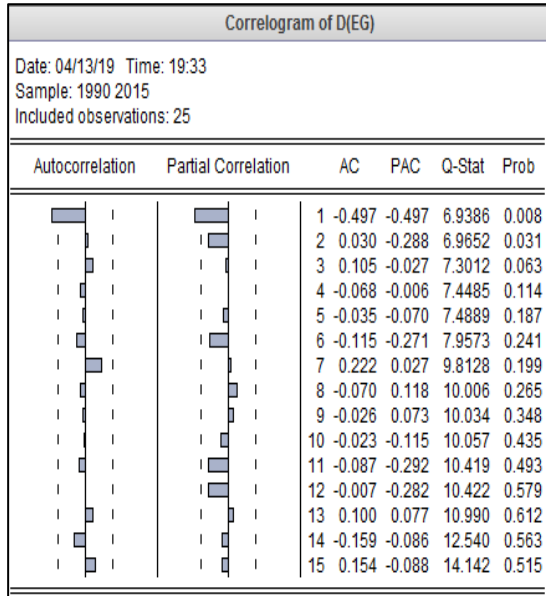 Correlogram of D(EG)
Date: 04/13/19 Time: 19:33
Sample: 1990 2015
Included observations: 25
Autocorrelation Partial Correlation AC PAC Q-Stat Prob
1 -0.497 -0.497 6.9386 0.008
2 0.030 -0.288 6.9652 0.031
3 0.105 -0.027 7.3012 0.063
4 -0.068 -0.006 7.4485 0.114
5 -0.035 -0.070 7.4889 0.187
6 -0.115 -0.271 7.9573 0.241
7 0.222 0.027 9.8128 0.199
8 -0.070 0.118 10.006 0.265
9 -0.026 0.073 10.034 0.348
10 -0.023 -0.115 10.057 0.435
11 -0.087 -0.292 10.419 0.493
12 -0.007 -0.282 10.422 0.579
13 0.100 0.077 10.990 0.612
14 -0.159 -0.086 12.540 0.563
15 0.154 -0.088 14.142 0.515